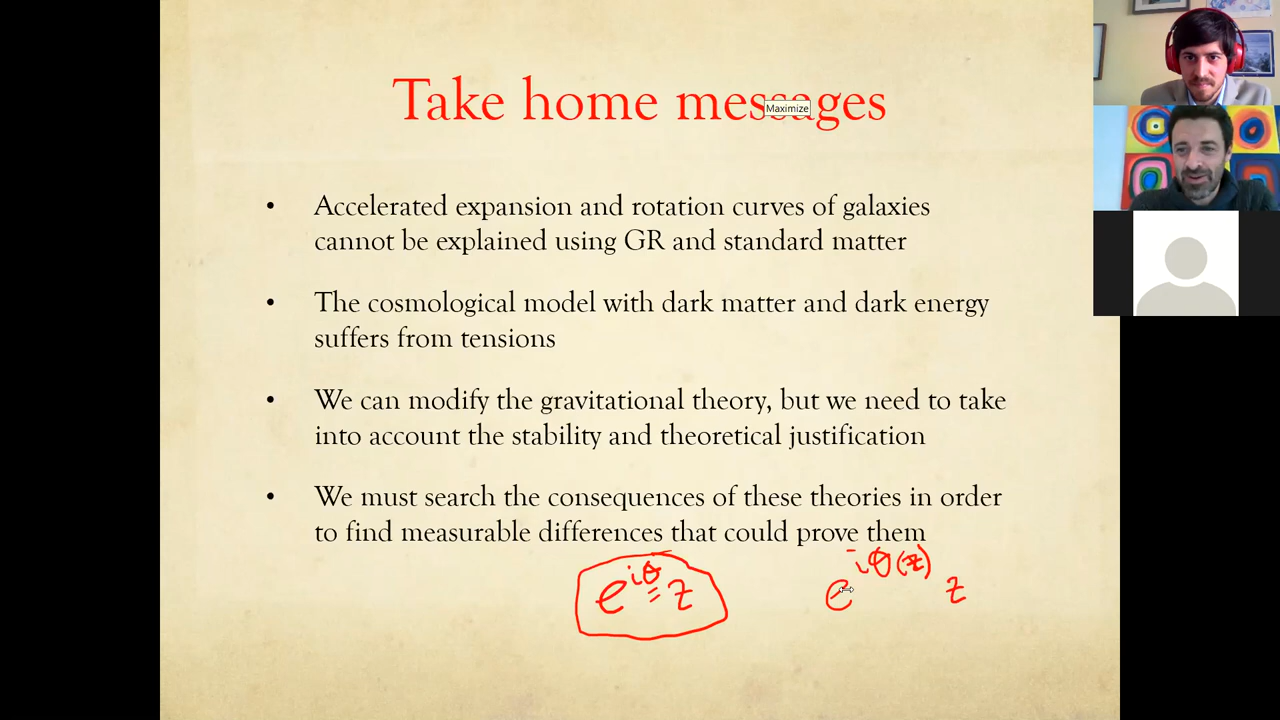 Take home messages
Maximize
• Accelerated expansion and rotation curves of galaxies
cannot be explained using GR and standard matter
• The cosmological model with dark matter and dark energy
suffers from tensions
• We can modify the gravitational theory, but we need to take
into account the stability and theoretical justification
• We must search the consequences of these theories in order
to find measurable differences that could prove them
e^{iθ} z e^{iθ(z)} z